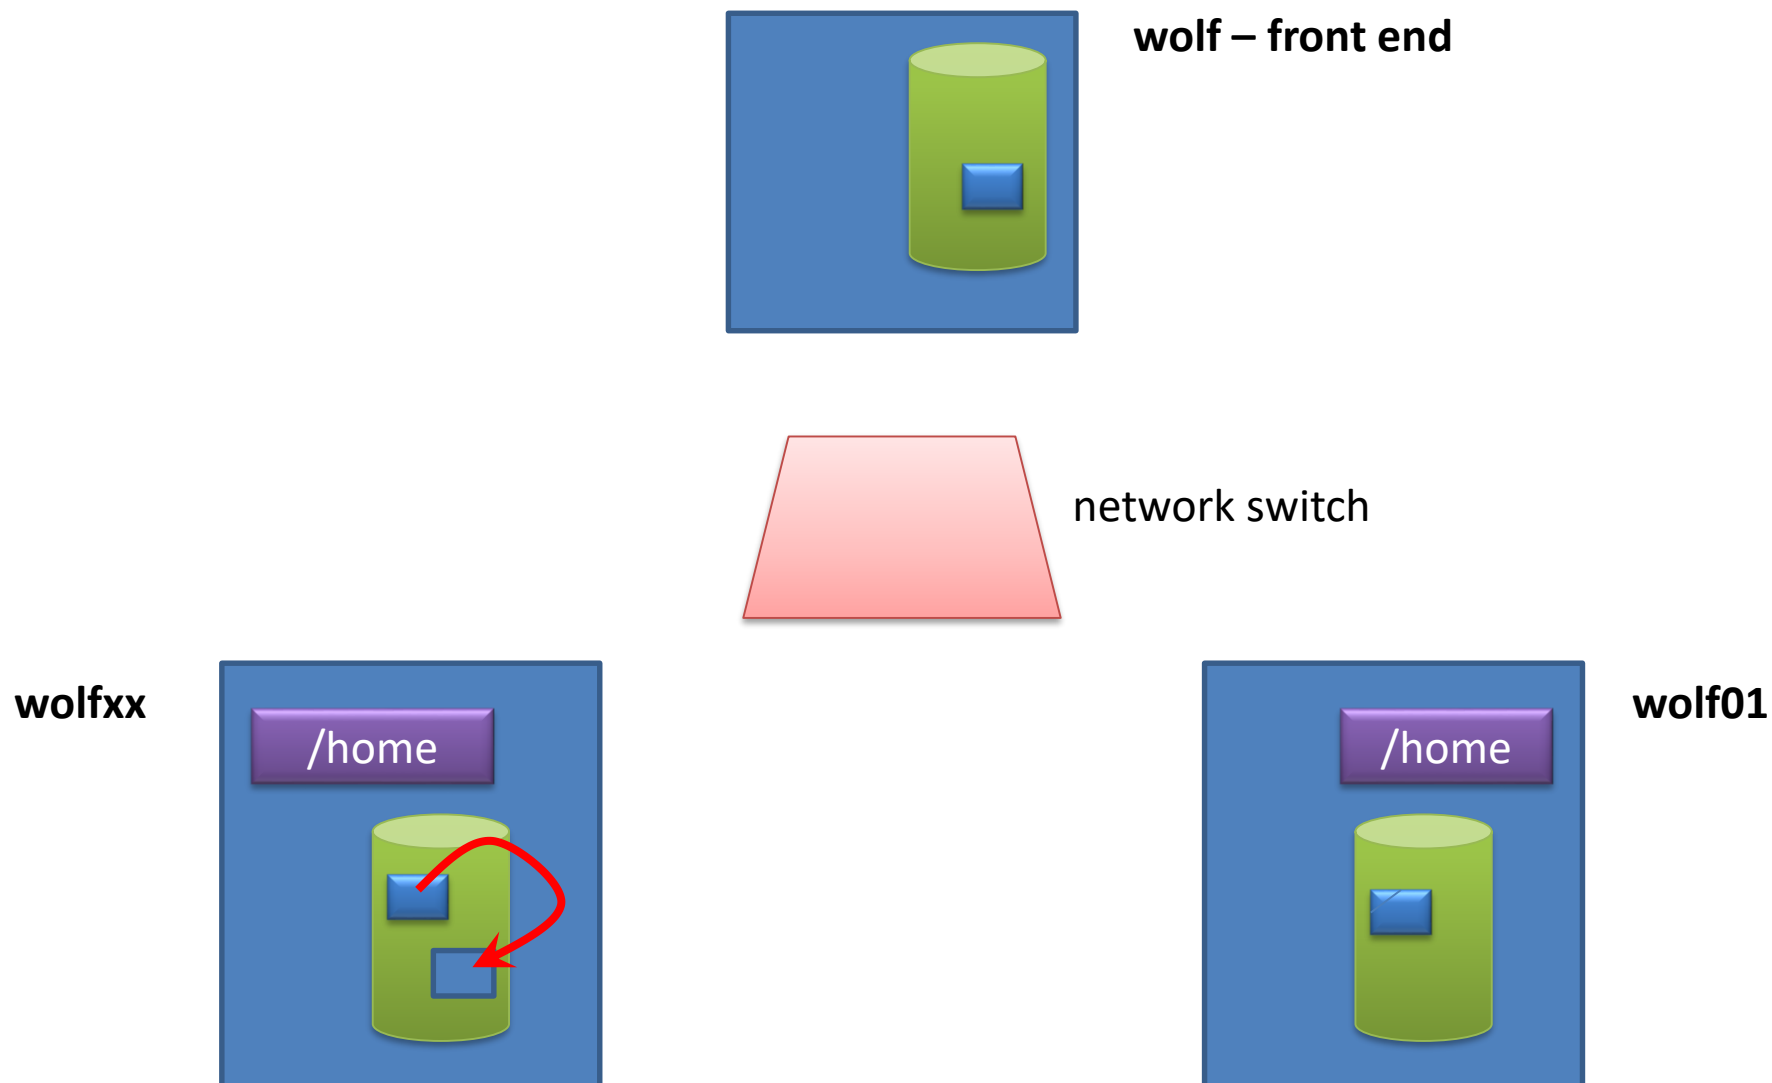 wolf – front end
network switch
wolfxx
/home
/home
wolf01